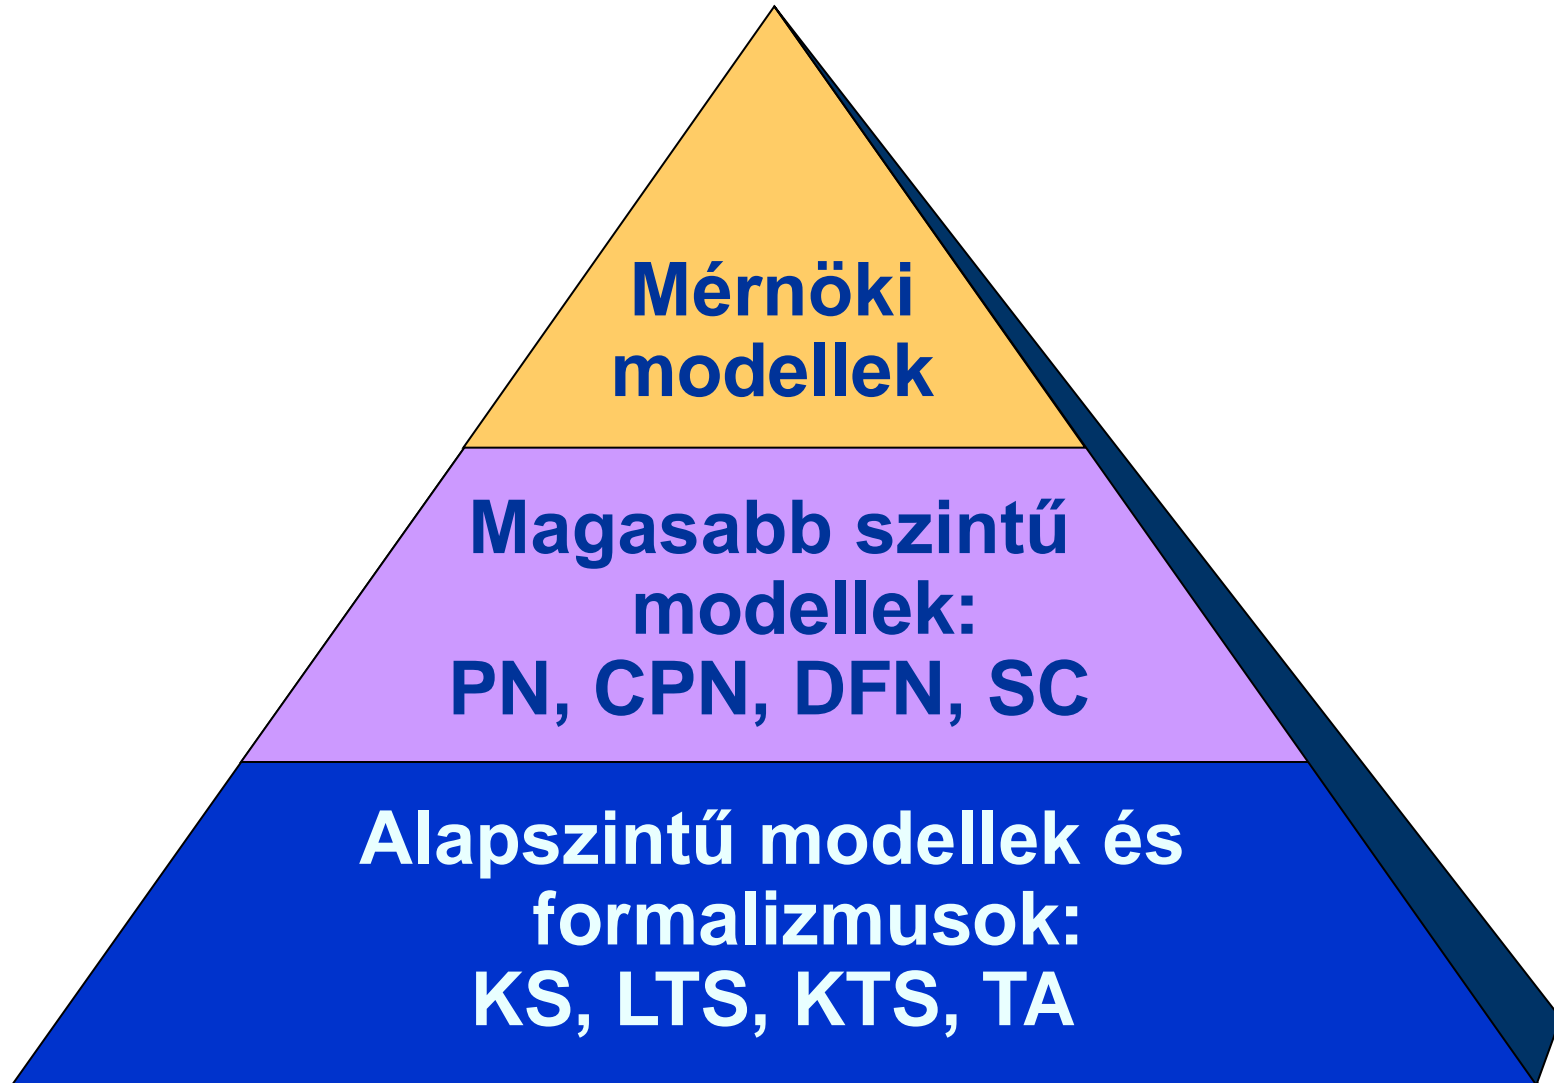 Mérnöki
modellek
Magasabb szintű
modellek:
PN, CPN, DFN, SC
Alapszintű modellek és
formalizmusok:
KS, LTS, KTS, TA